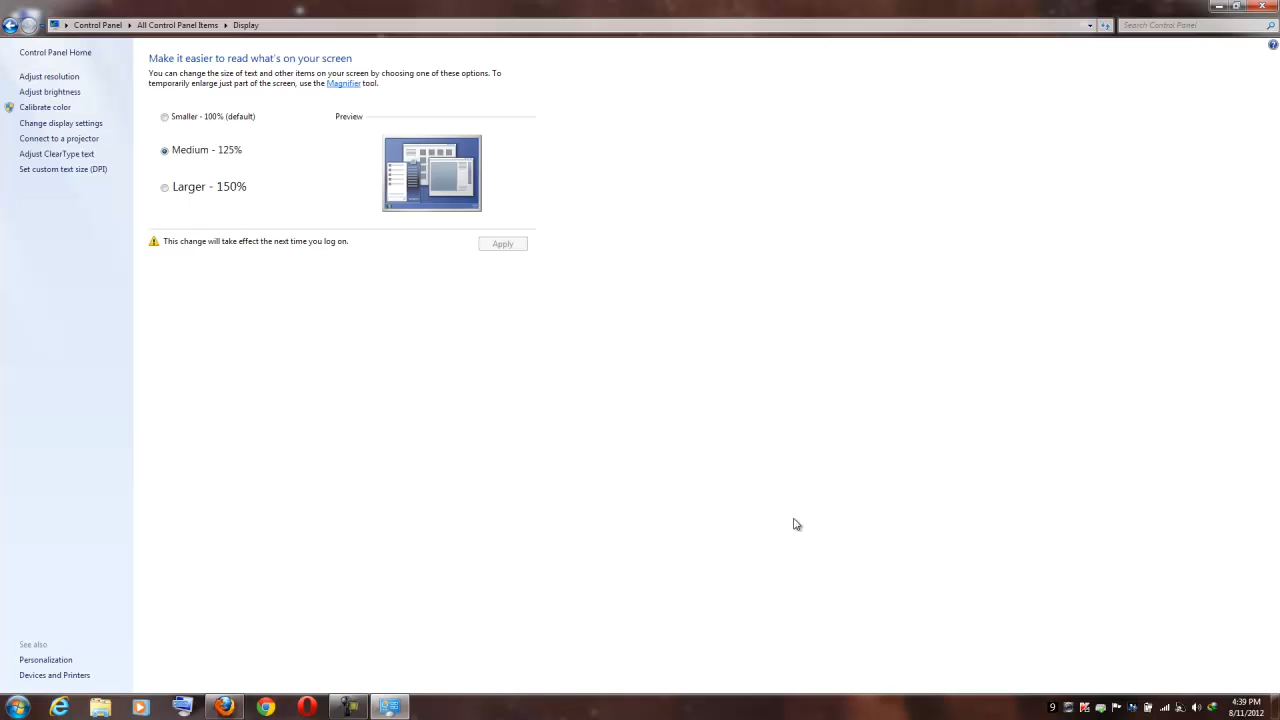 Control Panel All Control Panel Items Display
Search Control Panel
Control Panel Home
Adjust resolution
Adjust brightness
Calibrate color
Change display settings
Connect to a projector
Adjust ClearType text
Set custom text size (DPI)
Make it easier to read what's on your screen
You can change the size of text and other items on your screen by choosing one of these options. To
temporarily enlarge just part of the screen, use the Magnifier tool.
Smaller - 100% (default)
Preview
Medium - 125%
Larger - 150%
This change will take effect the next time you log on.
Apply
See also
Personalization
Devices and Printers
9
4:39 PM
8/11/2012